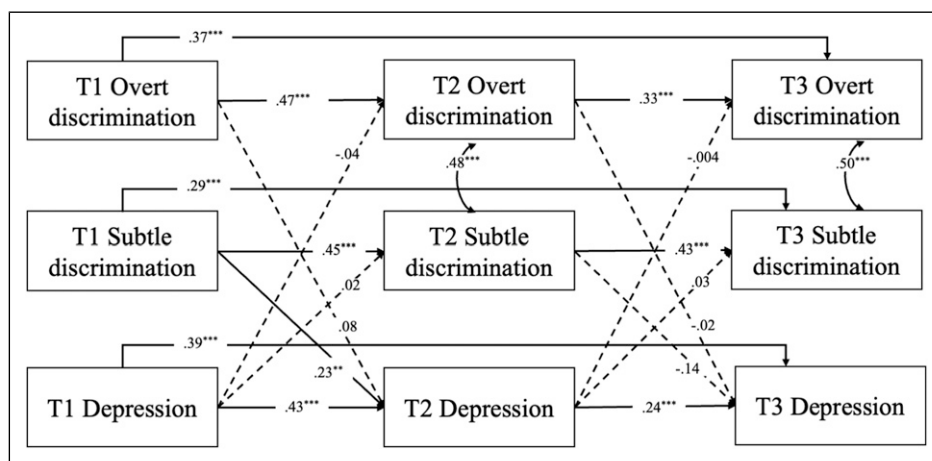 .37***
T1 Overt
discrimination
.47***
T2 Overt
discrimination
.33***
T3 Overt
discrimination
-.04
-.004
.48***
.50***
.29***
T1 Subtle
discrimination
.45***
T2 Subtle
discrimination
.43***
T3 Subtle
discrimination
.02
.03
.08
-.02
.39***
.23**
-.14
T1 Depression
.43***
T2 Depression
.24***
T3 Depression